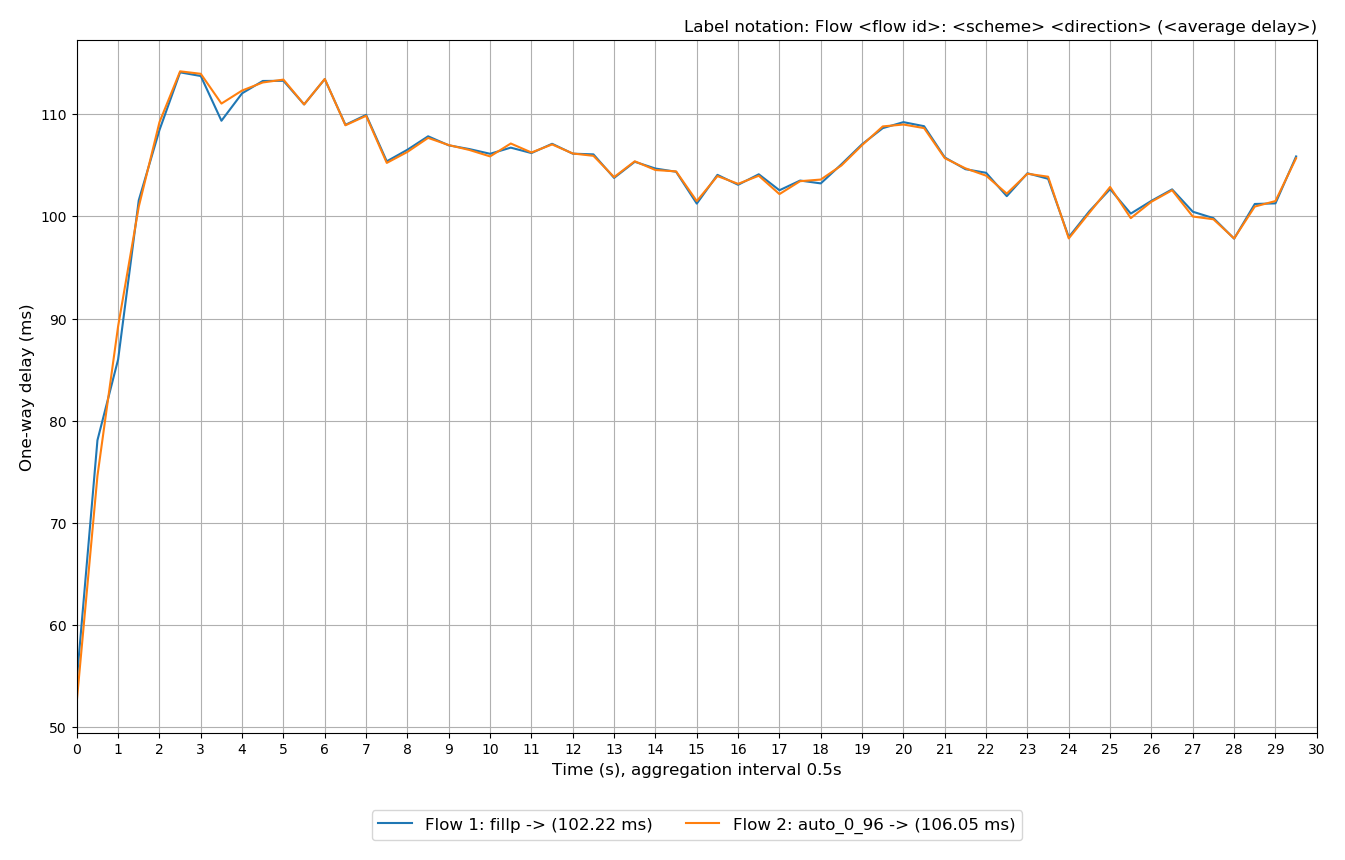 Label notation: Flow <flow id>: <scheme> <direction> (<average delay>)
One-way delay (ms)
110
100
90
80
70
60
50
0 1 2 3 4 5 6 7 8 9 10 11 12 13 14 15 16 17 18 19 20 21 22 23 24 25 26 27 28 29 30
Time (s), aggregation interval 0.5s
Flow 1: fillp -> (102.22 ms) Flow 2: auto_0_96 -> (106.05 ms)